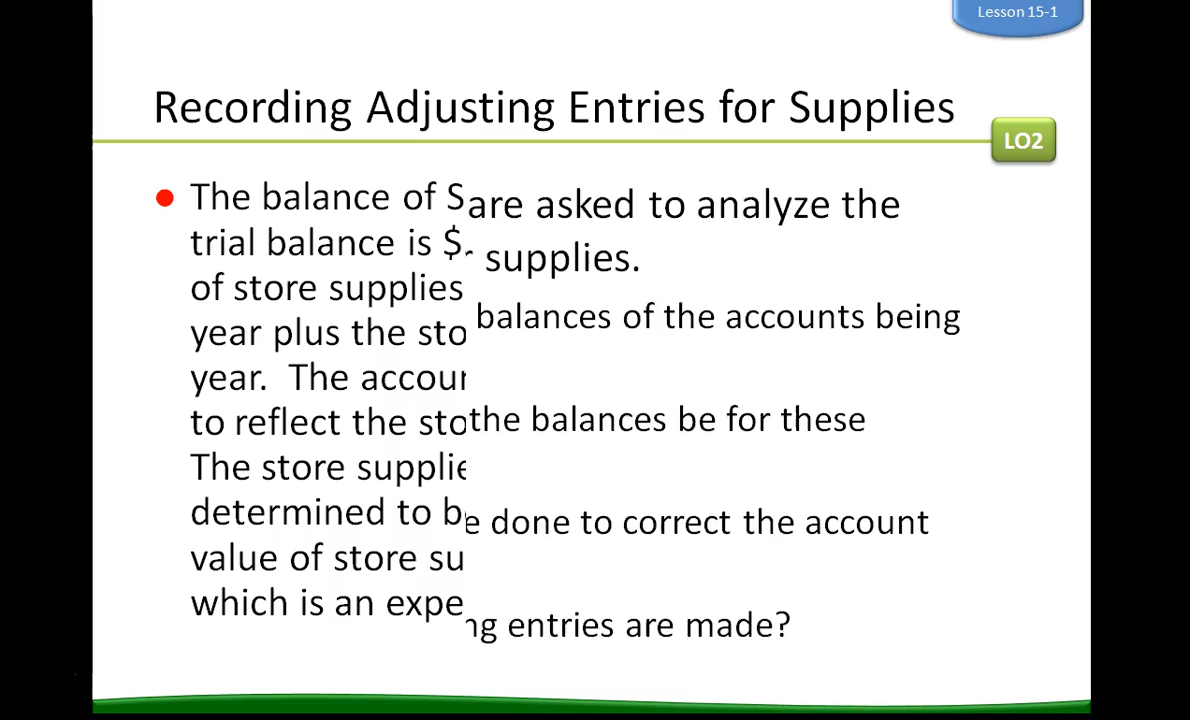 Lesson 15-1
Recording Adjusting Entries for Supplies
LO2
The balance of S
trial balance is $
of store supplies
year plus the sto
year. The accour
to reflect the sto
The store supplie
determined to b
value of store su
which is an expe
are asked to analyze the
supplies.
balances of the accounts being
the balances be for these
e done to correct the account
ng entries are made?